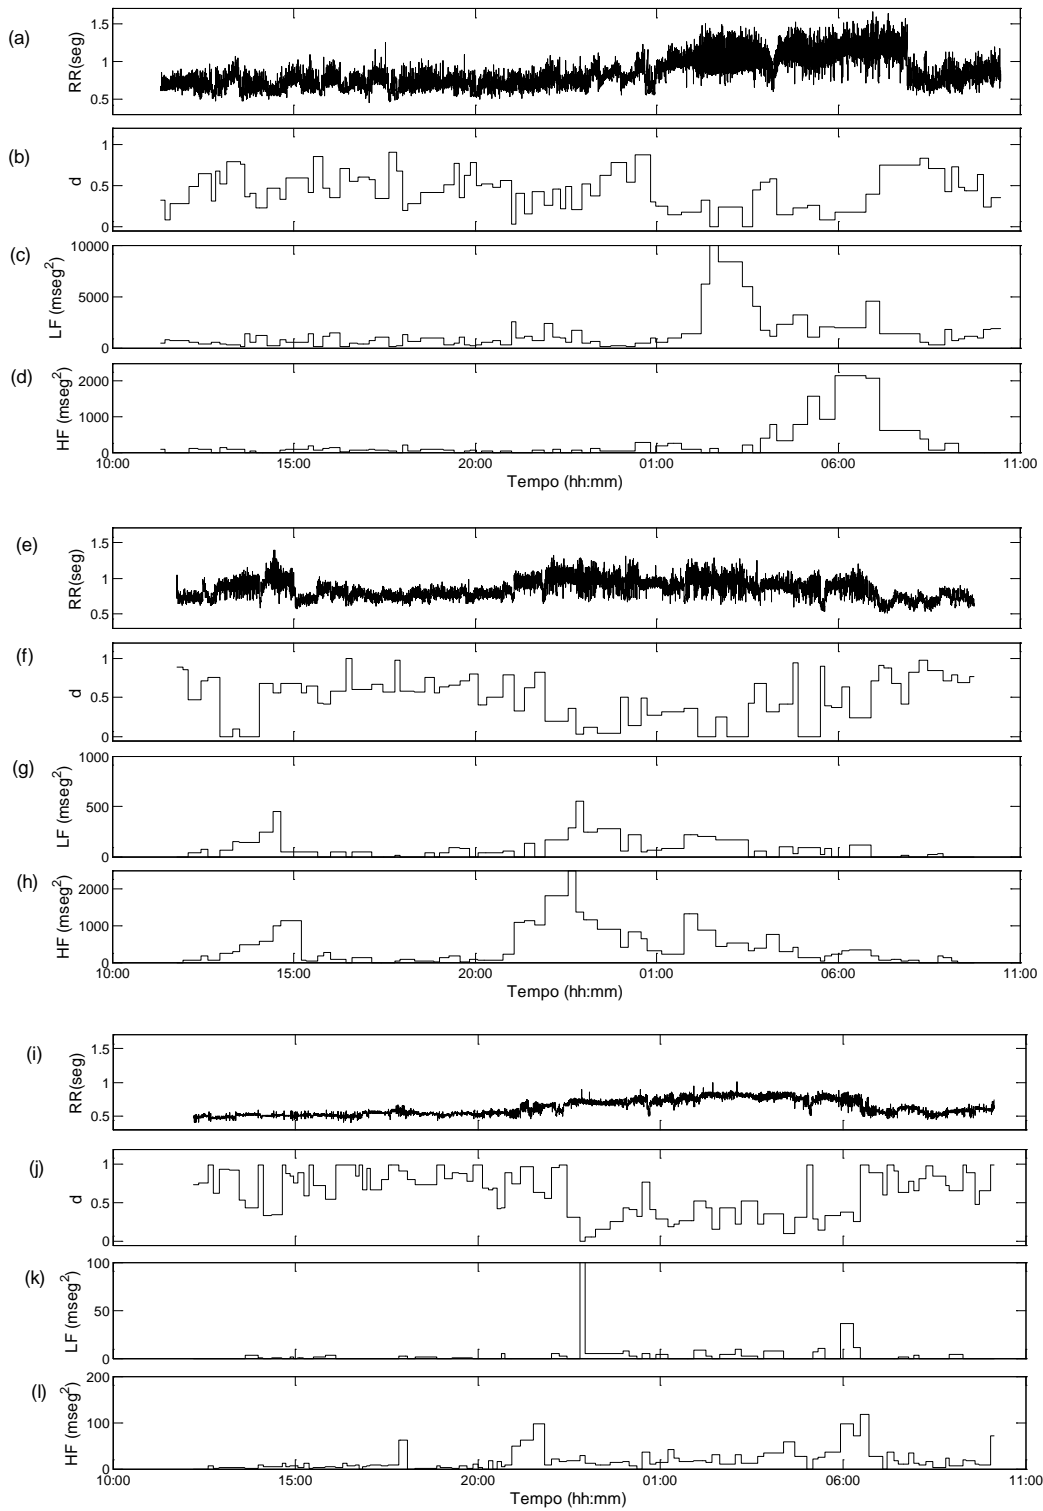 (a)
RR(seg)
1.5
1
0.5
(b)
d
1
0.5
0
(c)
LF (mseg²)
10000
5000
0
(d)
HF (mseg²)
2000
1000
0
10:00 15:00 20:00 01:00 06:00 11:00
Tempo (hh:mm)
(e)
RR(seg)
1.5
1
0.5
(f)
d
1
0.5
0
(g)
LF (mseg²)
1000
500
0
(h)
HF (mseg²)
2000
1000
0
10:00 15:00 20:00 01:00 06:00 11:00
Tempo (hh:mm)
(i)
RR(seg)
1.5
1
0.5
(j)
d
1
0.5
0
(k)
LF (mseg²)
100
50
0
(l)
HF (mseg²)
200
100
0
10:00 15:00 20:00 01:00 06:00 11:00
Tempo (hh:mm)